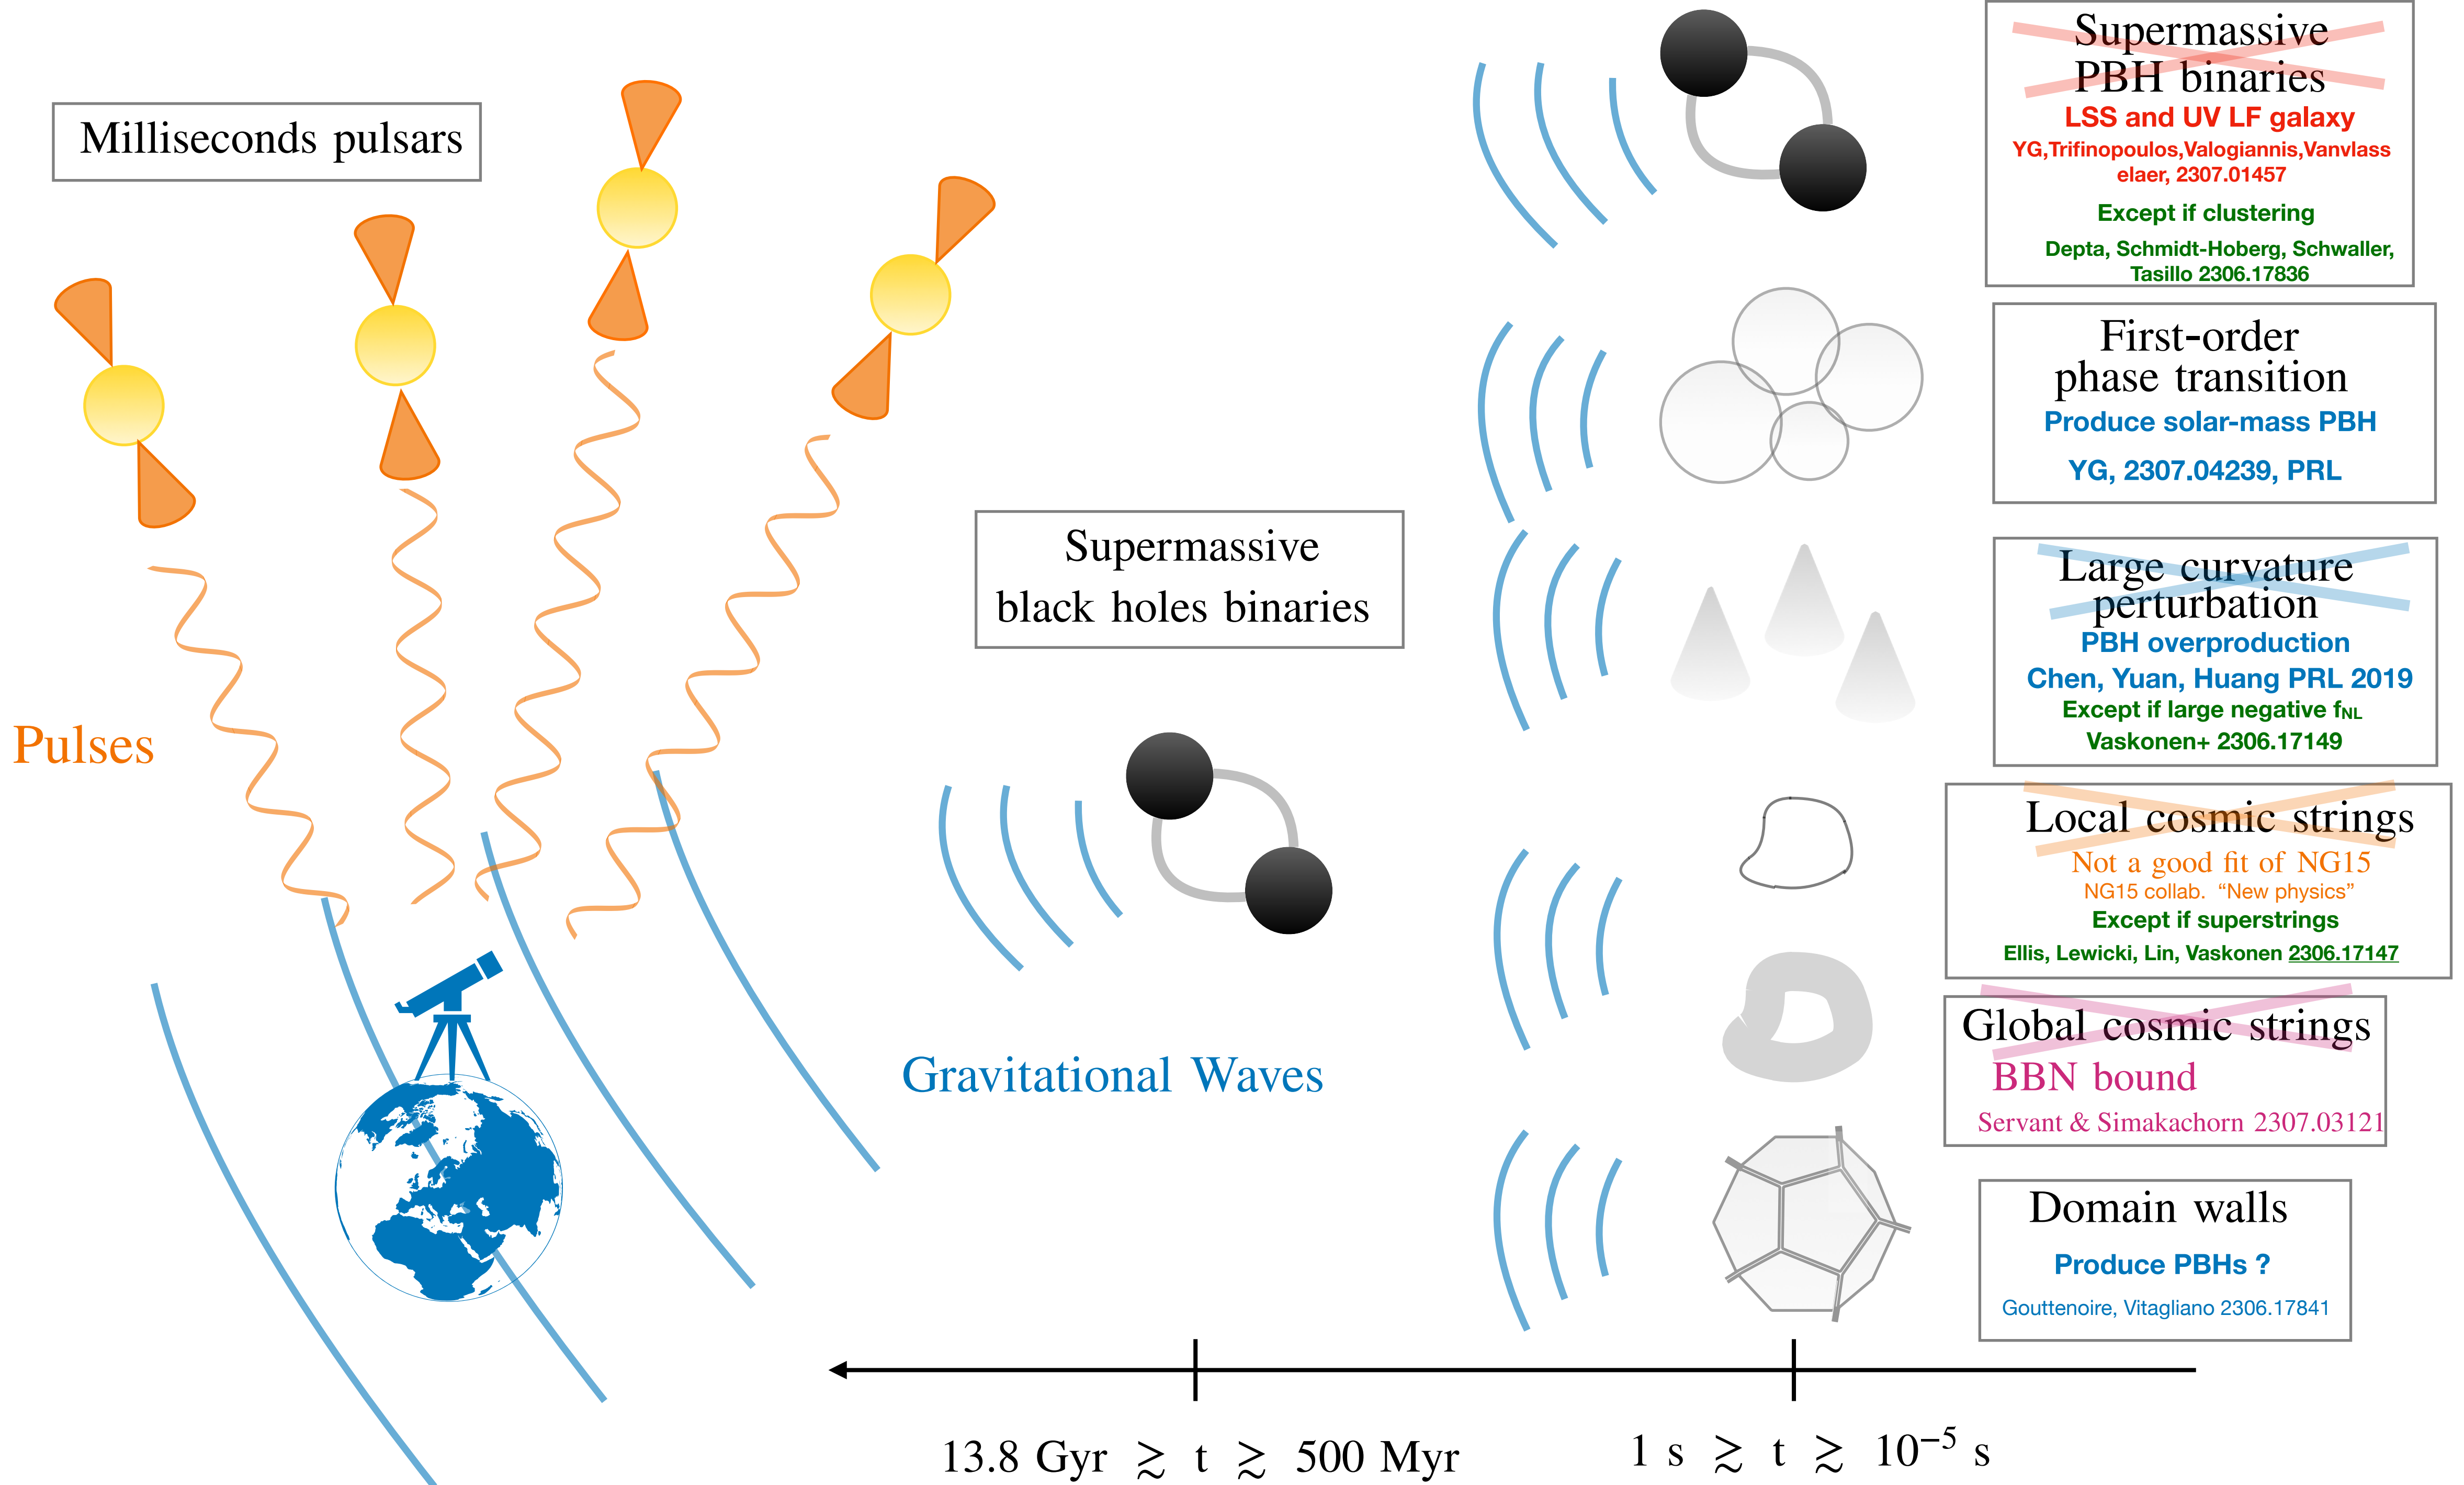 Milliseconds pulsars
Pulses
Supermassive
black holes binaries
Gravitational Waves
Supermassive
PBH binaries
LSS and UV LF galaxy
YG,Trifinopoulos,Valogiannis,Vanvlass
elaer, 2307.01457
Except if clustering
Depta, Schmidt-Hoberg, Schwaller,
Tasillo 2306.17836
First-order
phase transition
Produce solar-mass PBH
YG, 2307.04239, PRL
Large curvature
perturbation
PBH overproduction
Chen, Yuan, Huang PRL 2019
Except if large negative fNL
Vaskonen+ 2306.17149
Local cosmic strings
Not a good fit of NG15
NG15 collab. “New physics”
Except if superstrings
Ellis, Lewicki, Lin, Vaskonen 2306.17147
Global cosmic strings
BBN bound
Servant & Simakachorn 2307.03121
Domain walls
Produce PBHs ?
Gouttenoire, Vitagliano 2306.17841
13.8 Gyr ≳ t ≳ 500 Myr
1 s ≳ t ≳ 10⁻⁵ s